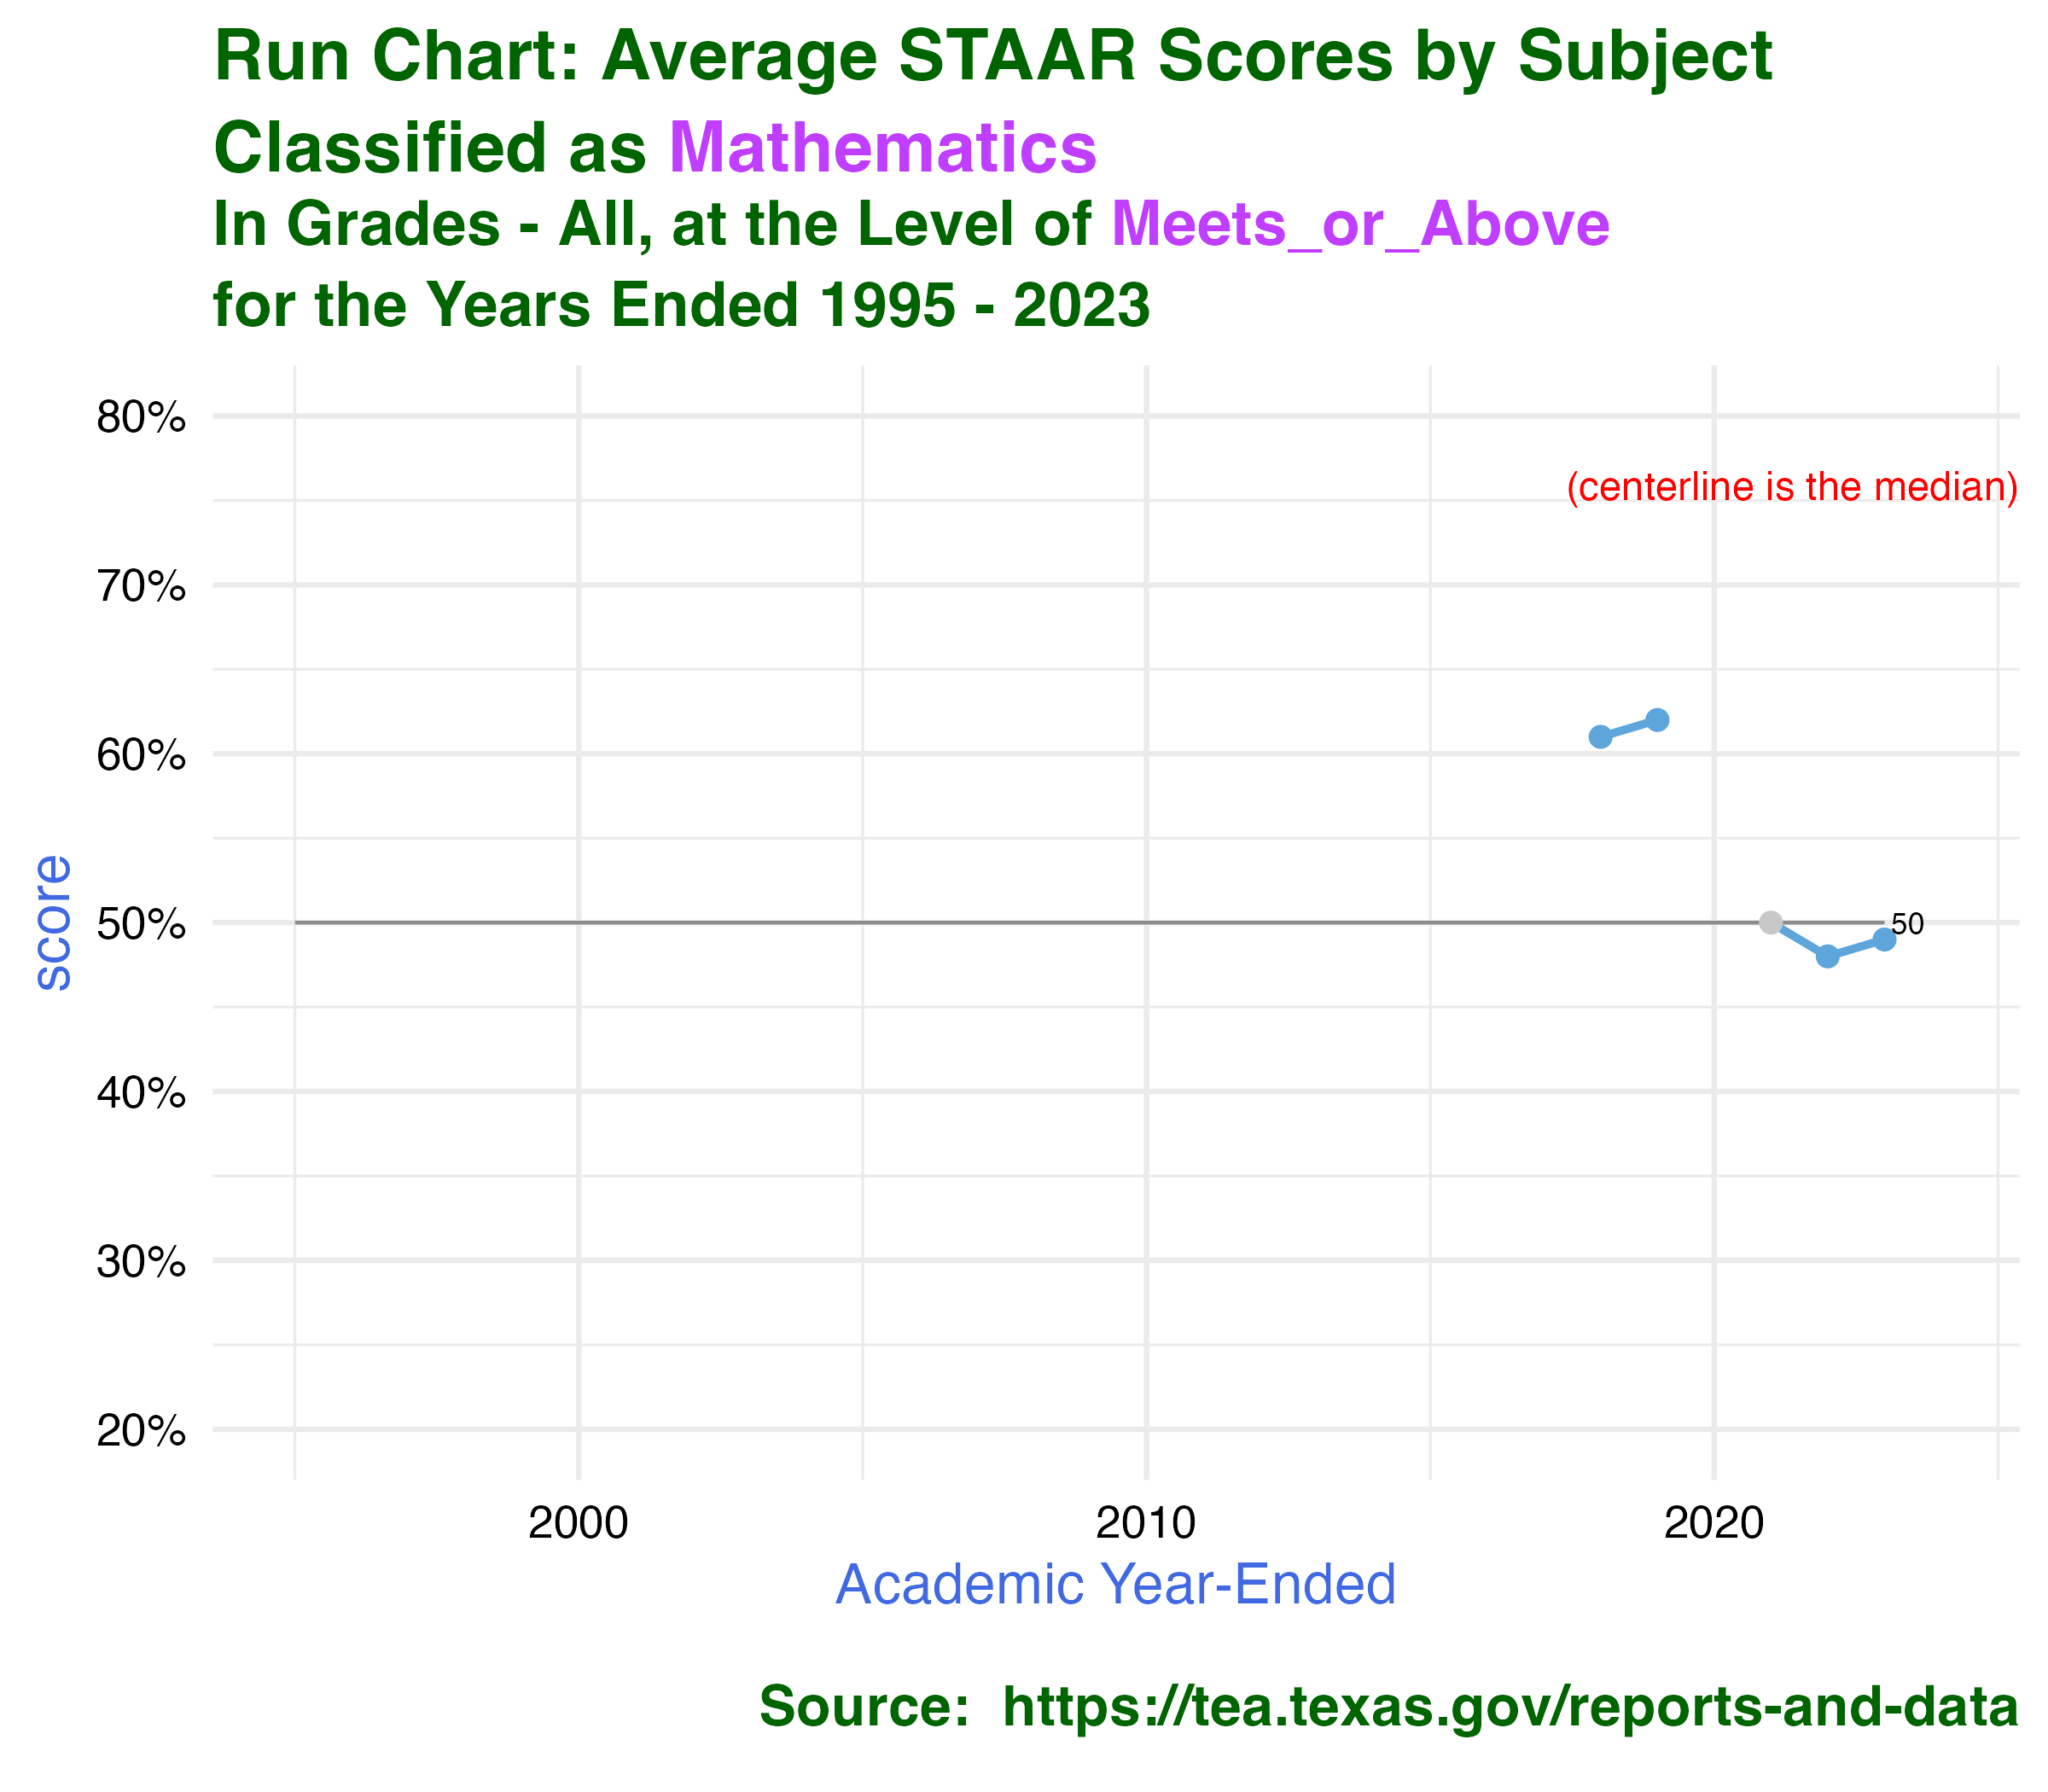 Run Chart: Average STAAR Scores by Subject
Classified as Mathematics
In Grades - All, at the Level of Meets_or_Above
for the Years Ended 1995 - 2023
80%
(centerline is the median)
70%
60%
50%
50
40%
30%
20%
score
2000 2010 2020
Academic Year-Ended
Source: https://tea.texas.gov/reports-and-data